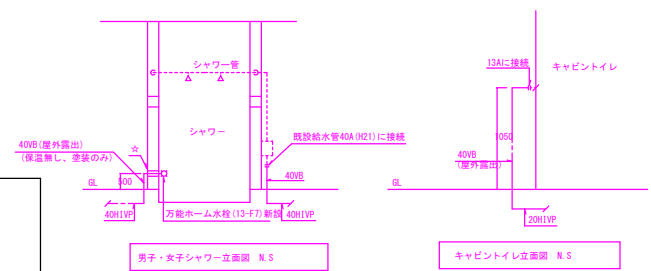 シャワー管
シャワー
40VB(屋外露出)
(保温無し、塗装のみ)
☆
既設給水管40A(H21)に接続
40VB
GL
500
40HIVP
万能ホーム水栓(13-F7)新設
40HIVP
男子・女子シャワー立面図 N.S
13Aに接続
キャビントイレ
1050
40VB
(屋外露出)
GL
20HIVP
キャビントイレ立面図 N.S